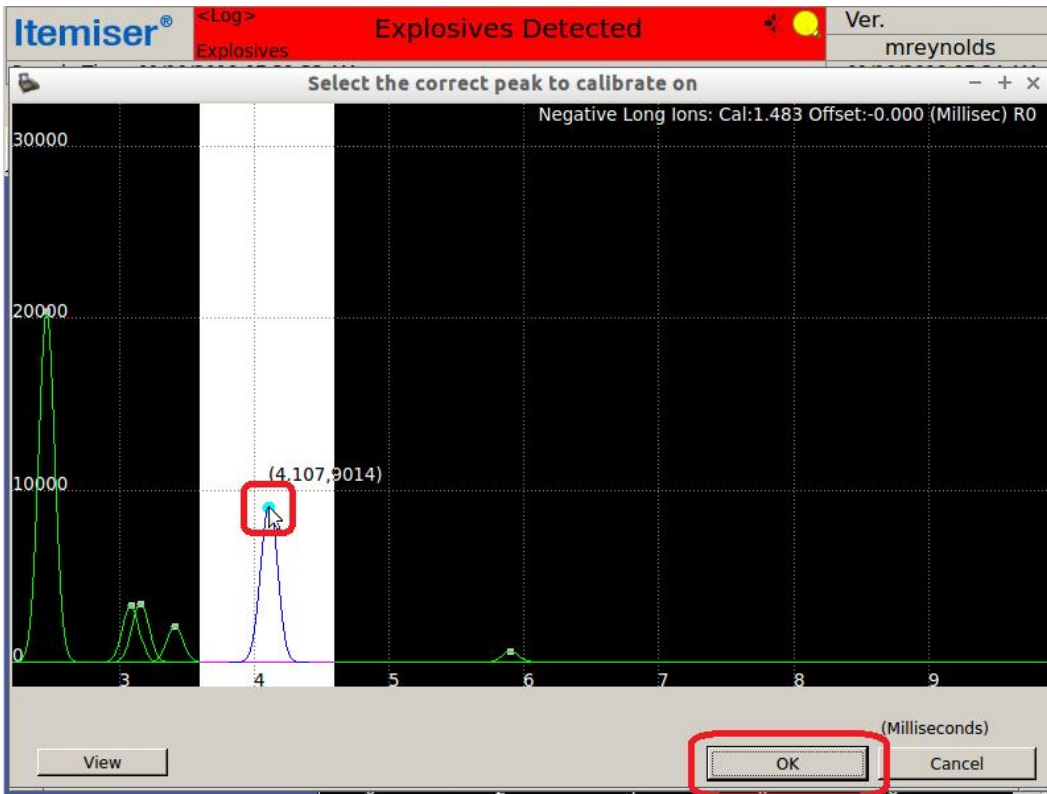 Itemiser®
<Log>
Explosives
Explosives Detected
Ver.
mreynolds
Select the correct peak to calibrate on
Negative Long Ions: Cal:1.483 Offset:-0.000 (Millisec) R0
30000
20000
(4.107,9014)
10000
0
3 4 5 6 7 8 9
(Milliseconds)
View
OK
Cancel